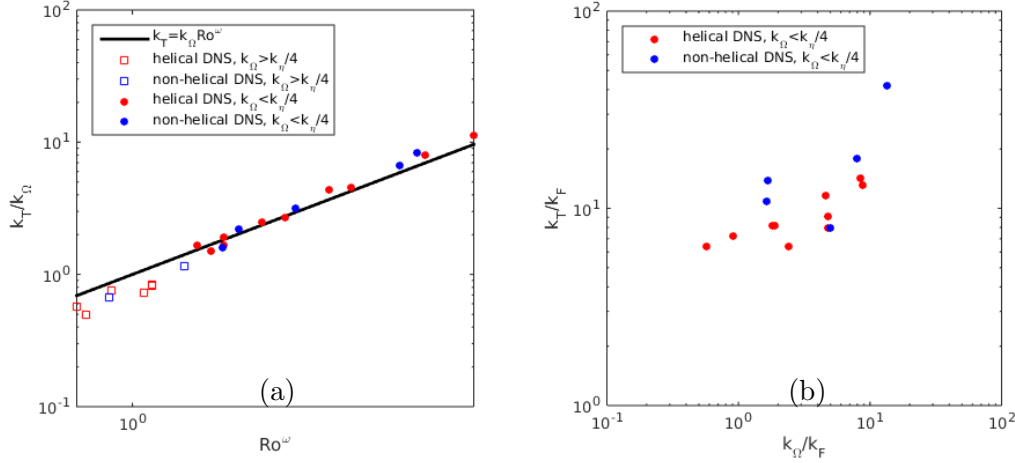 k_T=k_Ω Ro^ω
helical DNS, k_Ω>k_η/4
non-helical DNS, k_Ω>k_η/4
helical DNS, k_Ω<k_η/4
non-helical DNS, k_Ω<k_η/4
10^2
10^1
10^0
10^-1
k_T/k_Ω
10^0
Ro^ω
(a)
helical DNS, k_Ω<k_η/4
non-helical DNS, k_Ω<k_η/4
10^2
10^1
10^0
k_T/k_F
10^-1
10^0
10^1
10^2
k_Ω/k_F
(b)